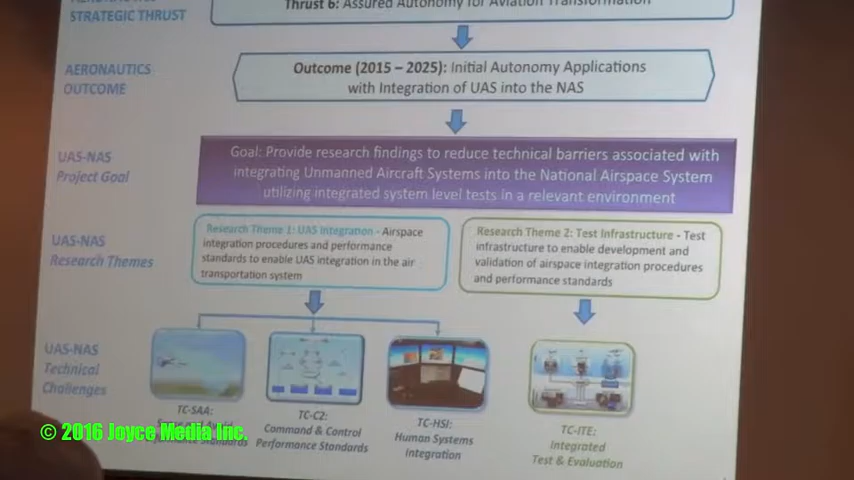 STRATEGIC THRUST
Thrust 6: Assured Autonomy for Aviation Transformation
AERONAUTICS
OUTCOME
Outcome (2015 – 2025): Initial Autonomy Applications
with Integration of UAS into the NAS
UAS-NAS
Project Goal
Goal: Provide research findings to reduce technical barriers associated with
integrating Unmanned Aircraft Systems into the National Airspace System
utilizing integrated system level tests in a relevant environment
UAS-NAS
Research Themes
Research Theme 1: UAS Integration - Airspace
integration procedures and performance
standards to enable UAS integration in the air
transportation system
Research Theme 2: Test Infrastructure - Test
infrastructure to enable development and
validation of airspace integration procedures
and performance standards
UAS-NAS
Technical
Challenges
TC-SAA:
TC-C2:
Command & Control
Performance Standards
TC-HSI:
Human Systems
Integration
TC-ITE:
Integrated
Test & Evaluation
© 2016 Joyce Media Inc.